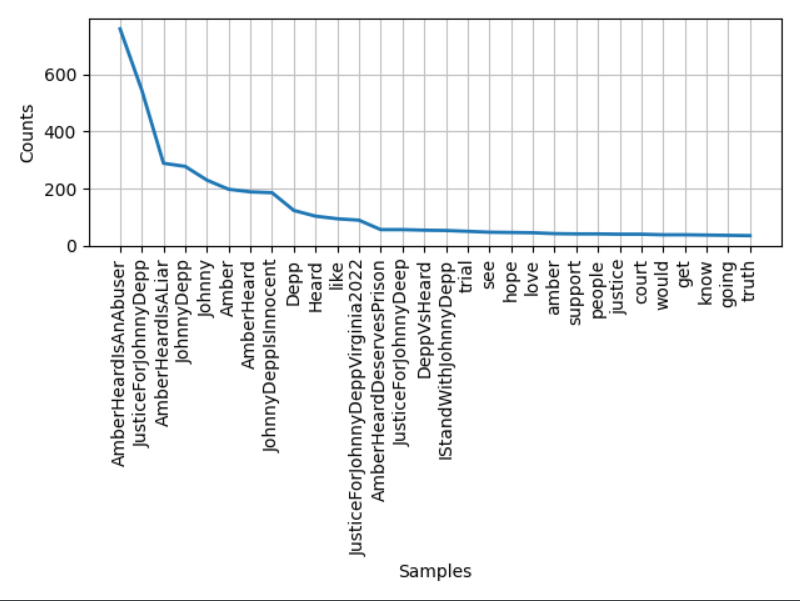 600
400
200
0
Counts
AmberHeardIsAnAbuser
JusticeForJohnnyDepp
AmberHeardIsALiar
JohnnyDepp
Johnny
Amber
AmberHeard
JohnnyDeppIsInnocent
Depp
Heard
like
JusticeForJohnnyDeppVirginia2022
AmberHeardDeservesPrison
JusticeForJohnnyDeep
DeppVsHeard
IStandWithJohnnyDepp
trial
see
hope
love
amber
support
people
justice
court
would
get
know
going
truth
Samples